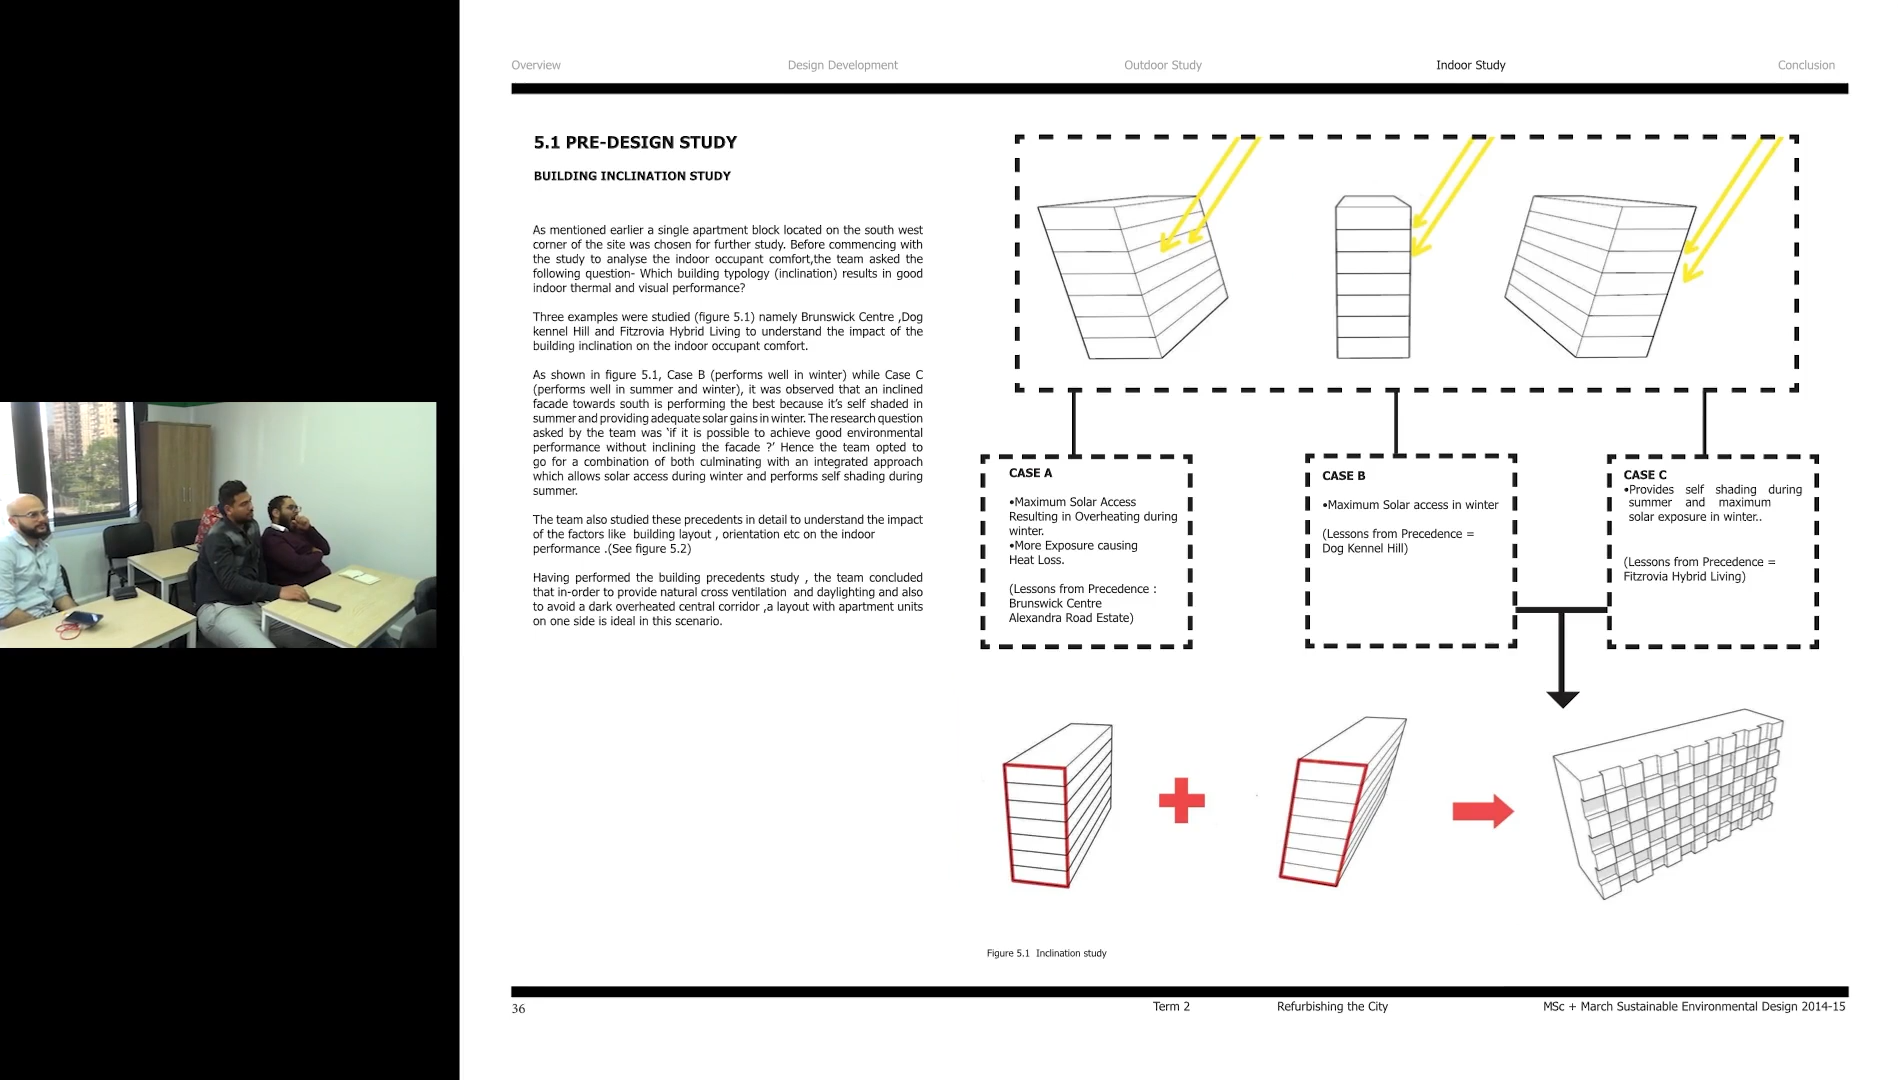 Overview Design Development Outdoor Study Indoor Study Conclusion
5.1 PRE-DESIGN STUDY
BUILDING INCLINATION STUDY
As mentioned earlier a single apartment block located on the south west
corner of the site was chosen for further study. Before commencing with
the study to analyse the indoor occupant comfort,the team asked the
following question- Which building typology (inclination) results in good
indoor thermal and visual performance?
Three examples were studied (figure 5.1) namely Brunswick Centre ,Dog
kennel Hill and Fitzrovia Hybrid Living to understand the impact of the
building inclination on the indoor occupant comfort.
As shown in figure 5.1, Case B (performs well in winter) while Case C
(performs well in summer and winter), it was observed that an inclined
facade towards south is performing the best because it’s self shaded in
summer and providing adequate solar gains in winter. The research question
asked by the team was ‘if it is possible to achieve good environmental
performance without inclining the facade ?’ Hence the team opted to
go for a combination of both culminating with an integrated approach
which allows solar access during winter and performs self shading during
summer.
The team also studied these precedents in detail to understand the impact
of the factors like building layout , orientation etc on the indoor
performance .(See figure 5.2)
Having performed the building precedents study , the team concluded
that in-order to provide natural cross ventilation and daylighting and also
to avoid a dark overheated central corridor ,a layout with apartment units
on one side is ideal in this scenario.
CASE A
•Maximum Solar Access
Resulting in Overheating during
winter.
•More Exposure causing
Heat Loss.
(Lessons from Precedence :
Brunswick Centre
Alexandra Road Estate)
CASE B
•Maximum Solar access in winter
(Lessons from Precedence =
Dog Kennel Hill)
CASE C
•Provides self shading during
summer and maximum
solar exposure in winter..
(Lessons from Precedence =
Fitzrovia Hybrid Living)
Figure 5.1 Inclination study
36 Term 2 Refurbishing the City MSc + March Sustainable Environmental Design 2014-15